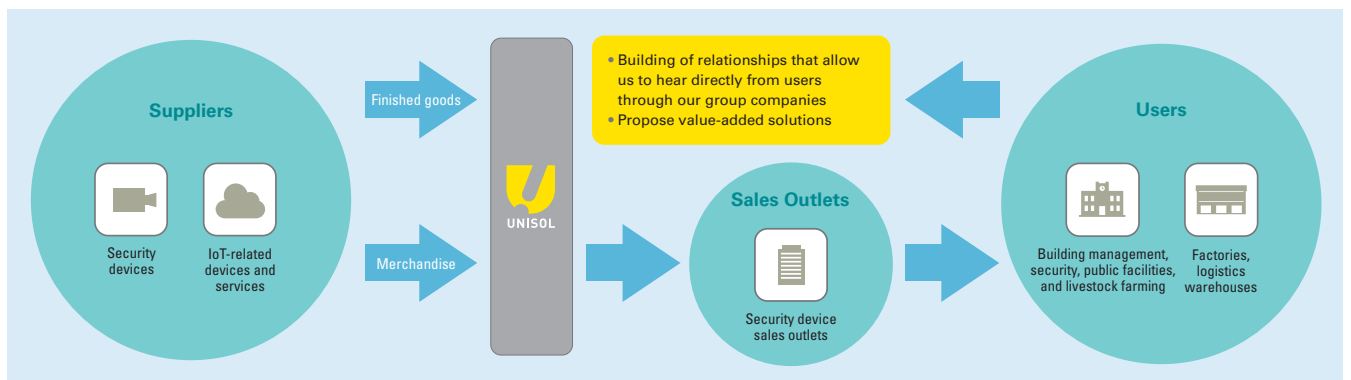 Suppliers
Security
devices
IoT-related
devices and
services
Finished goods
Merchandise
UNISOL
• Building of relationships that allow
us to hear directly from users
through our group companies
• Propose value-added solutions
Sales Outlets
Security device
sales outlets
Users
Building management,
security, public facilities,
and livestock farming
Factories,
logistics
warehouses